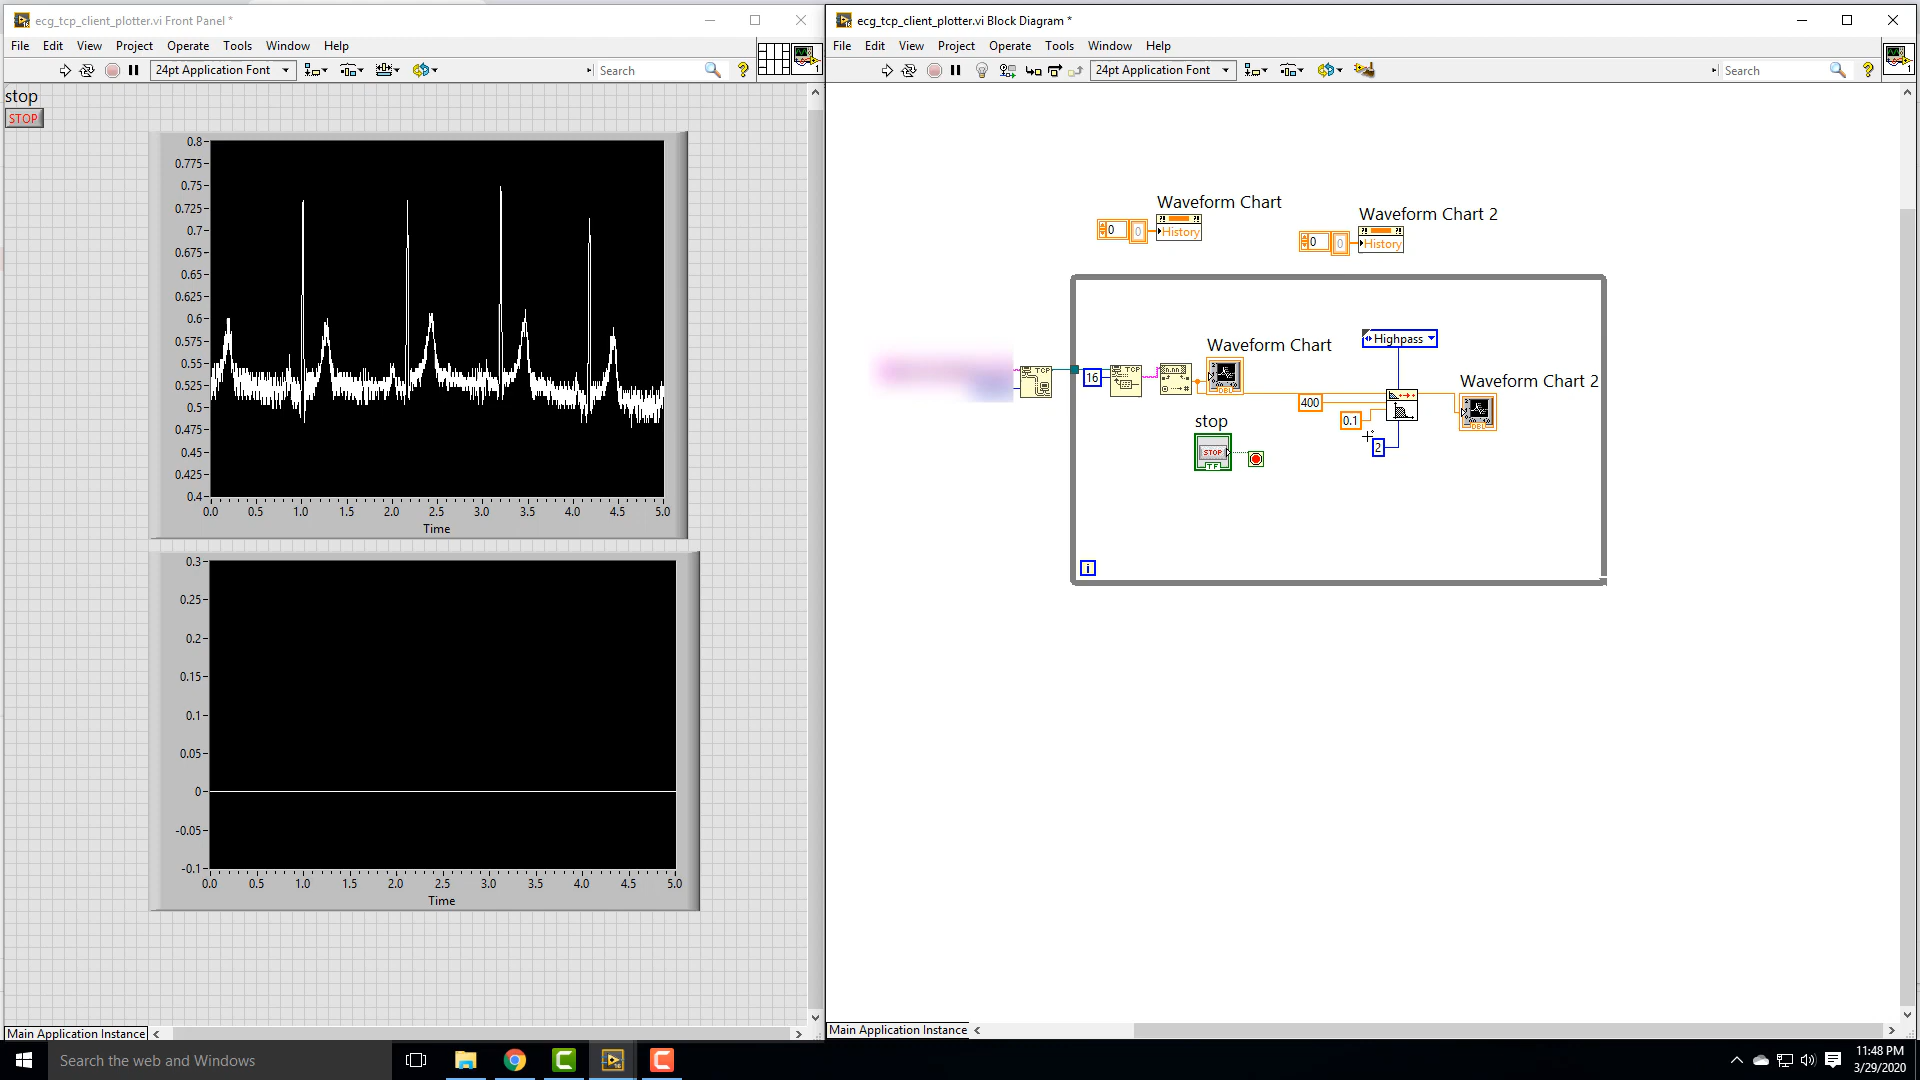 ecg_tcp_client_plotter.vi Front Panel *
File Edit View Project Operate Tools Window Help
24pt Application Font
Search
stop
STOP
0.8
0.775
0.75
0.725
0.7
0.675
0.65
0.625
0.6
0.575
0.55
0.525
0.5
0.475
0.45
0.425
0.4
0.0 0.5 1.0 1.5 2.0 2.5 3.0 3.5 4.0 4.5 5.0
Time
0.3
0.25
0.2
0.15
0.1
0.05
0
-0.05
-0.1
0.0 0.5 1.0 1.5 2.0 2.5 3.0 3.5 4.0 4.5 5.0
Time
Main Application Instance
ecg_tcp_client_plotter.vi Block Diagram *
File Edit View Project Operate Tools Window Help
24pt Application Font
Search
Waveform Chart
0 0 History
Waveform Chart 2
0 0 History
TCP
16
TCP
Waveform Chart
DBL
Highpass
400
0.1
2
Waveform Chart 2
DBL
stop
STOP
TF
i
Main Application Instance
Search the web and Windows
11:48 PM
3/29/2020